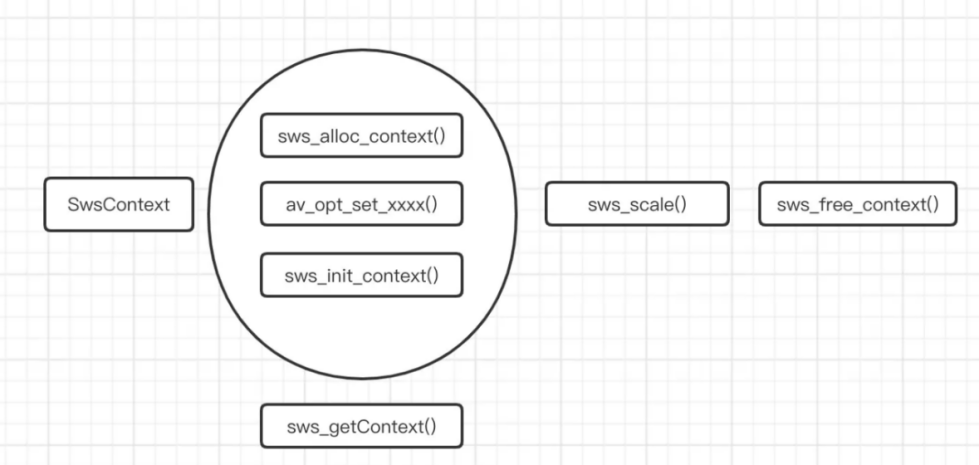 sws_alloc_context()
SwsContext
av_opt_set_xxxx()
sws_scale()
sws_free_context()
sws_init_context()
sws_getContext()